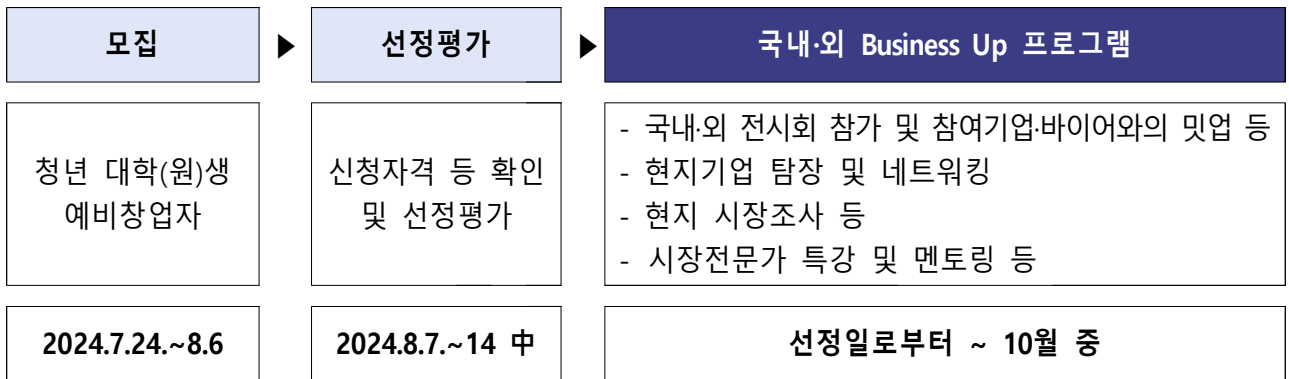 모집 ▶ 선정평가 ▶ 국내·외 Business Up 프로그램
청년 대학(원)생
예비창업자
신청자격 등 확인
및 선정평가
- 국내·외 전시회 참가 및 참여기업·바이어와의 밋업 등
- 현지기업 탐장 및 네트워킹
- 현지 시장조사 등
- 시장전문가 특강 및 멘토링 등
2024.7.24.~8.6
2024.8.7.~14 中
선정일로부터 ~ 10월 중